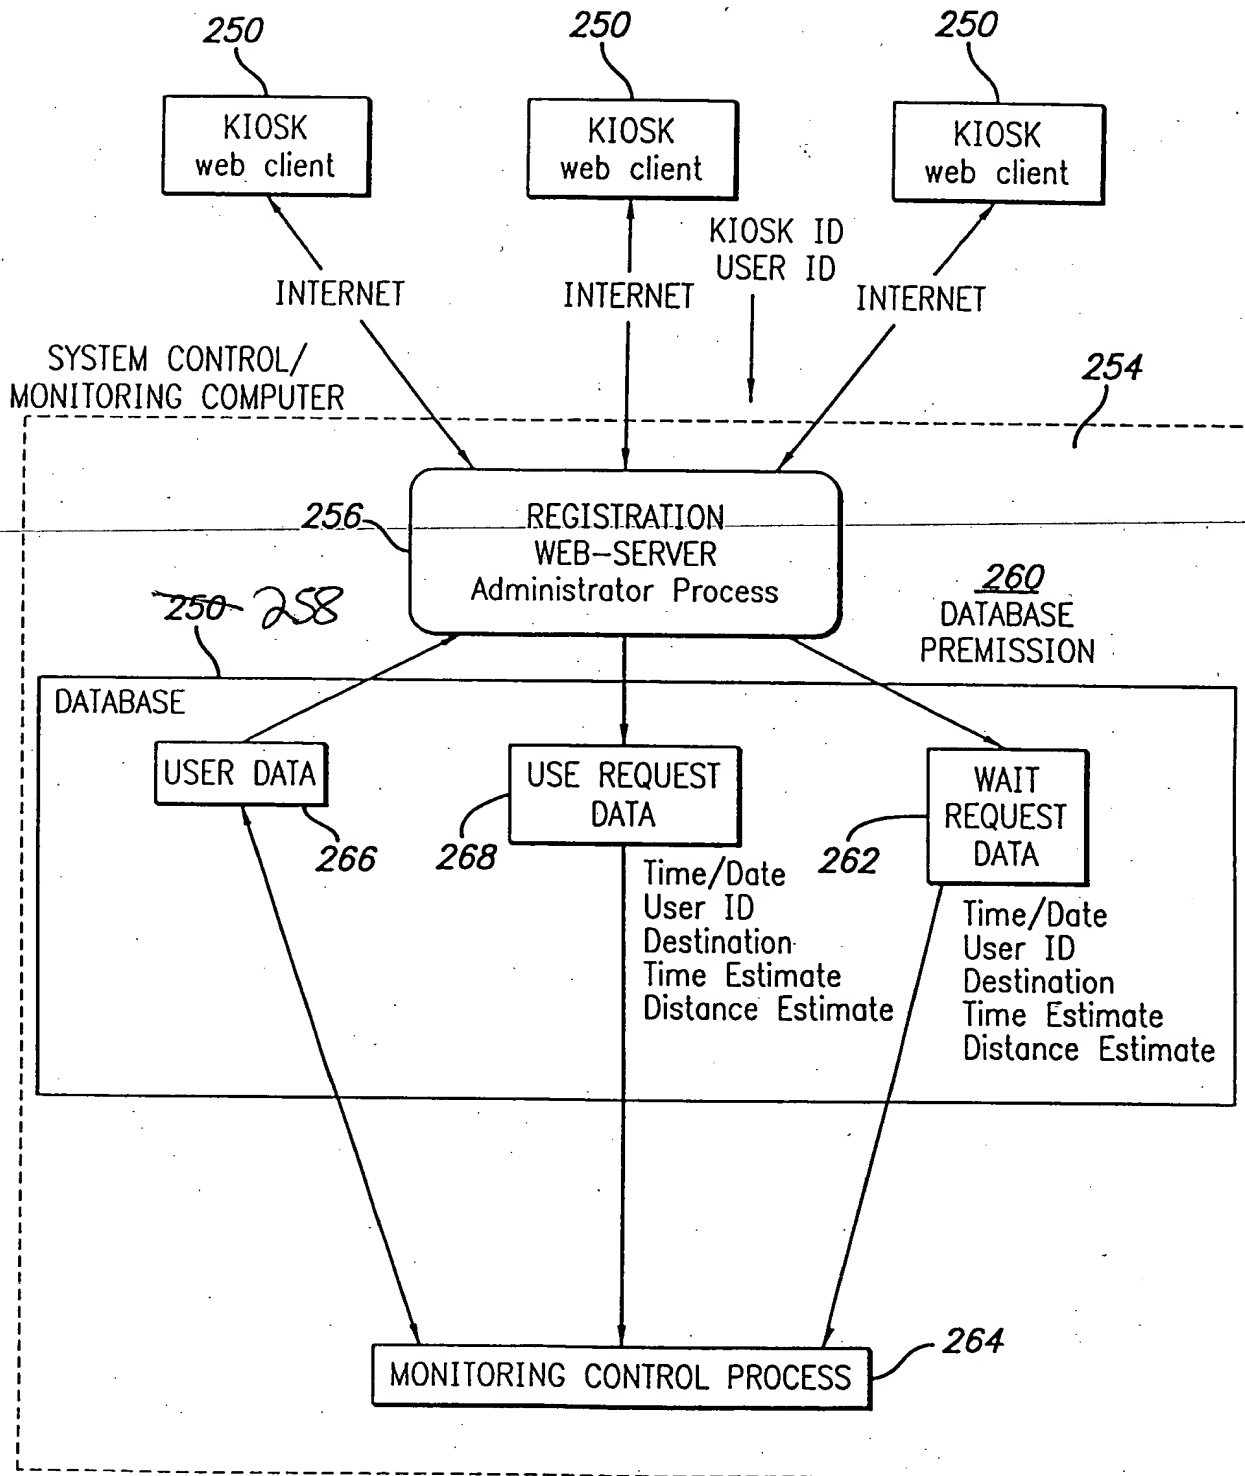 250
250
250
KIOSK
web client
KIOSK
web client
KIOSK
web client
KIOSK ID
USER ID
INTERNET
INTERNET
INTERNET
SYSTEM CONTROL/
MONITORING COMPUTER
254
256
REGISTRATION
WEB-SERVER
Administrator Process
250 258
260
DATABASE
PREMISSION
DATABASE
USER DATA
266
USE REQUEST
DATA
268
WAIT
REQUEST
DATA
262
Time/Date
User ID
Destination
Time Estimate
Distance Estimate
Time/Date
User ID
Destination
Time Estimate
Distance Estimate
MONITORING CONTROL PROCESS
264